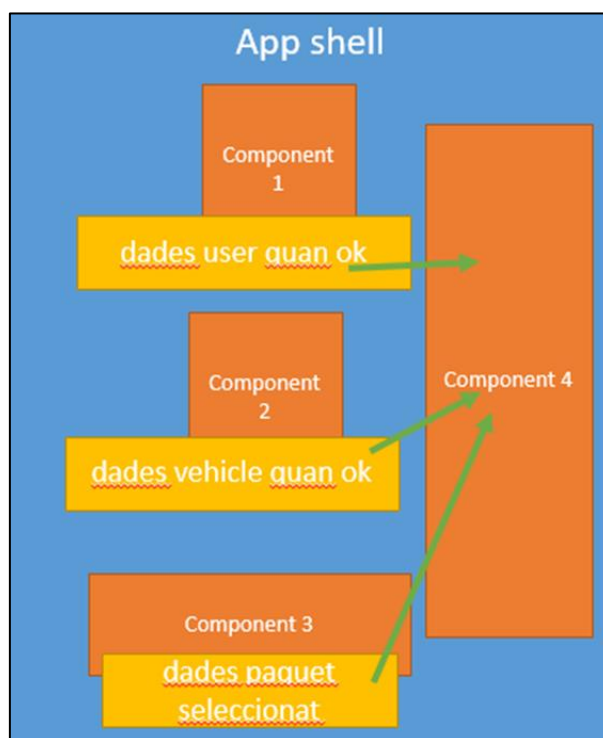 App shell
Component
1
dades user quan ok
Component
2
dades vehicle quan ok
Component 4
Component 3
dades paquet
seleccionat